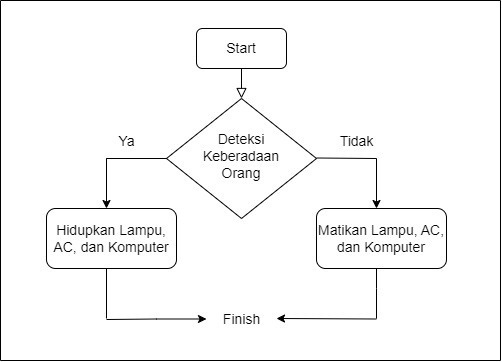 Start
Deteksi
Keberadaan
Orang
Ya
Tidak
Hidupkan Lampu,
AC, dan Komputer
Matikan Lampu, AC,
dan Komputer
Finish